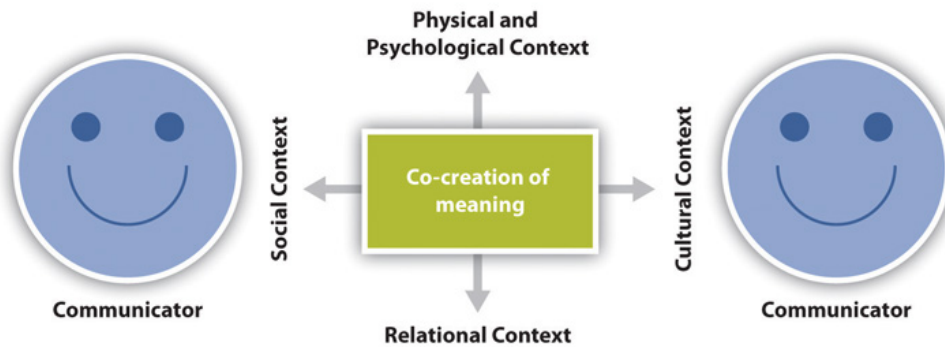 Physical and
Psychological Context
Social Context
Co-creation of
meaning
Cultural Context
Communicator
Communicator
Relational Context